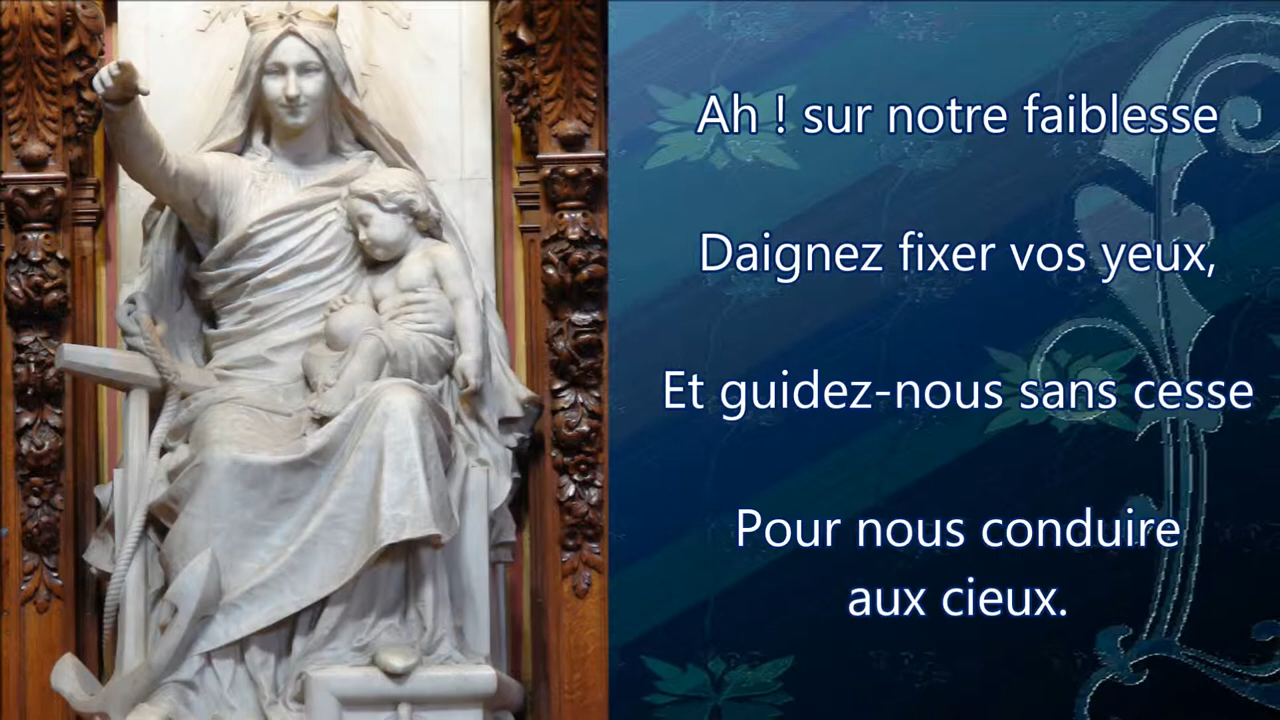 Ah ! sur notre faiblesse
Daignez fixer vos yeux,
Et guidez-nous sans cesse
Pour nous conduire
aux cieux.